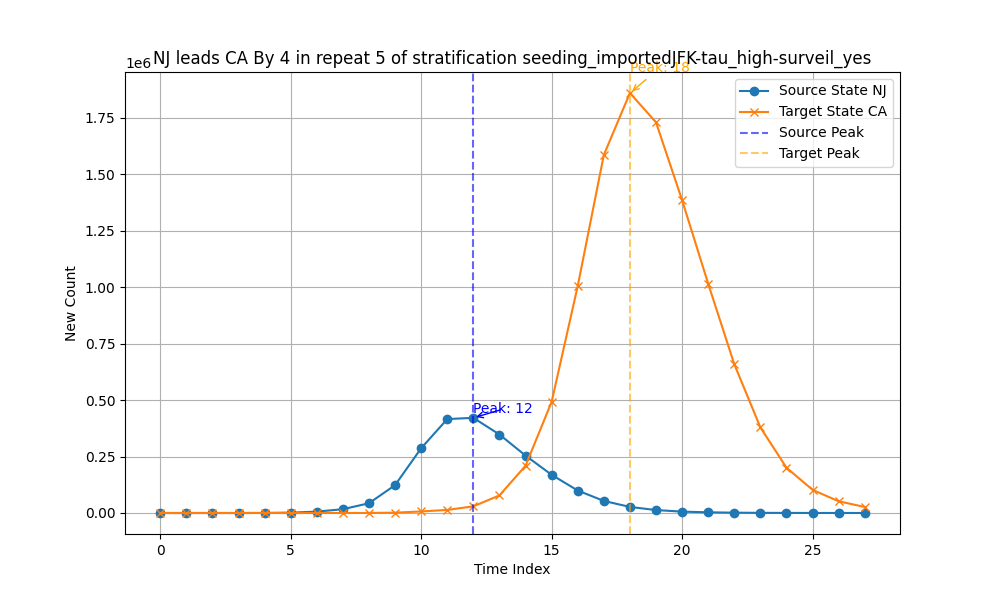 NJ leads CA By 4 in repeat 5 of stratification seeding_importedJFK-tau_high-surveil_yes
1e6
Peak: 18
Source State NJ
Target State CA
Source Peak
Target Peak
1.75
1.50
1.25
1.00
0.75
0.50
0.25
0.00
New Count
Peak: 12
0
5
10
15
20
25
Time Index